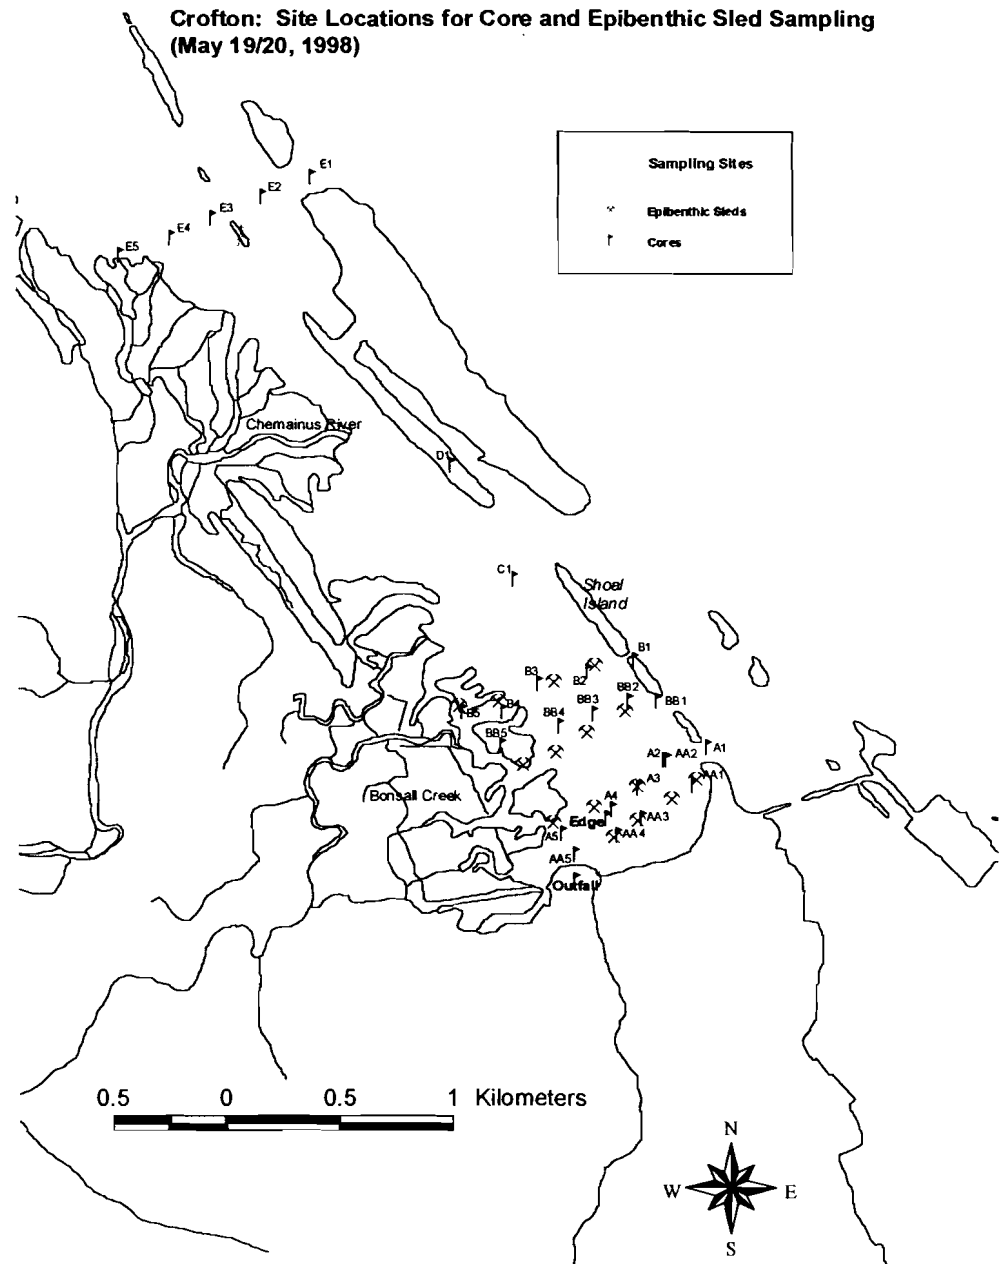 Crofton: Site Locations for Core and Epibenthic Sled Sampling
(May 19/20, 1998)
Sampling Sites
Epibenthic Sleds
Cores
E1
E2
E3
E4
E5
Chemainus River
D1
C1
Shoal
Island
B1
B2
B3
B4
B5
BB1
BB2
BB3
BB4
BB5
A1
A2
AA2
AA1
A3
A4
Bonsall Creek
Edge
AA3
AA4
A5
AA5
Outfall
0.5 0 0.5 1 Kilometers
N
W E
S